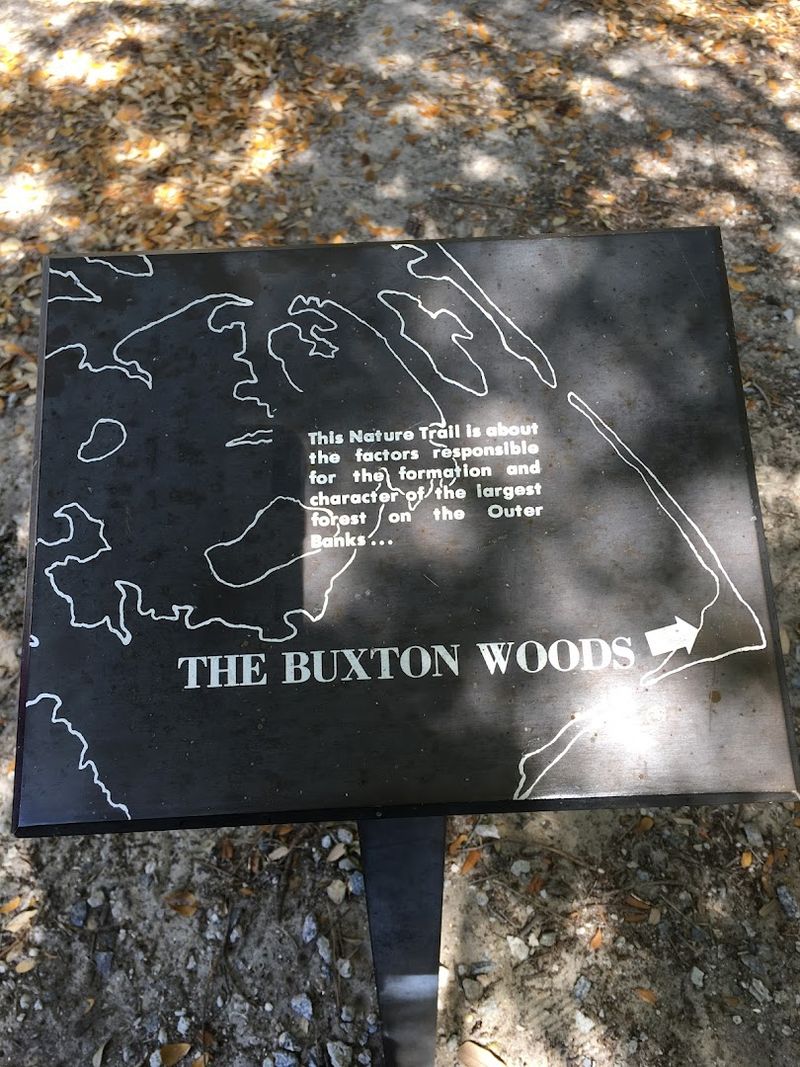 This Nature Trail is about
the factors responsible
for the formation and
character of the largest
forest on the Outer
Banks...
THE BUXTON WOODS